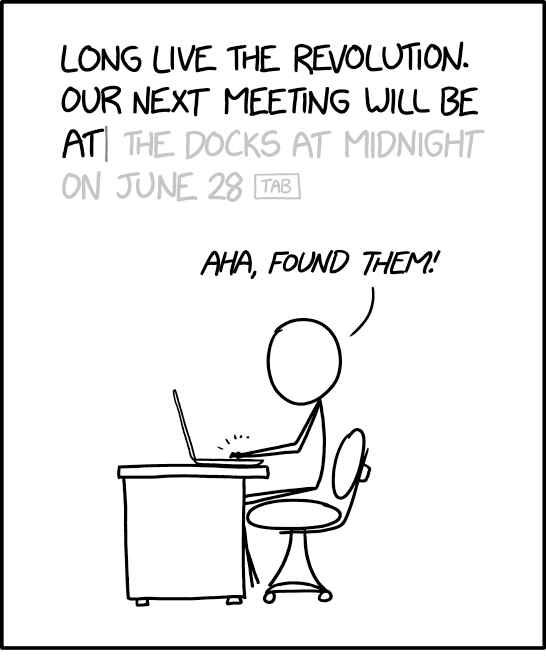 LONG LIVE THE REVOLUTION.
OUR NEXT MEETING WILL BE
AT| THE DOCKS AT MIDNIGHT
ON JUNE 28 TAB
AHA, FOUND THEM!